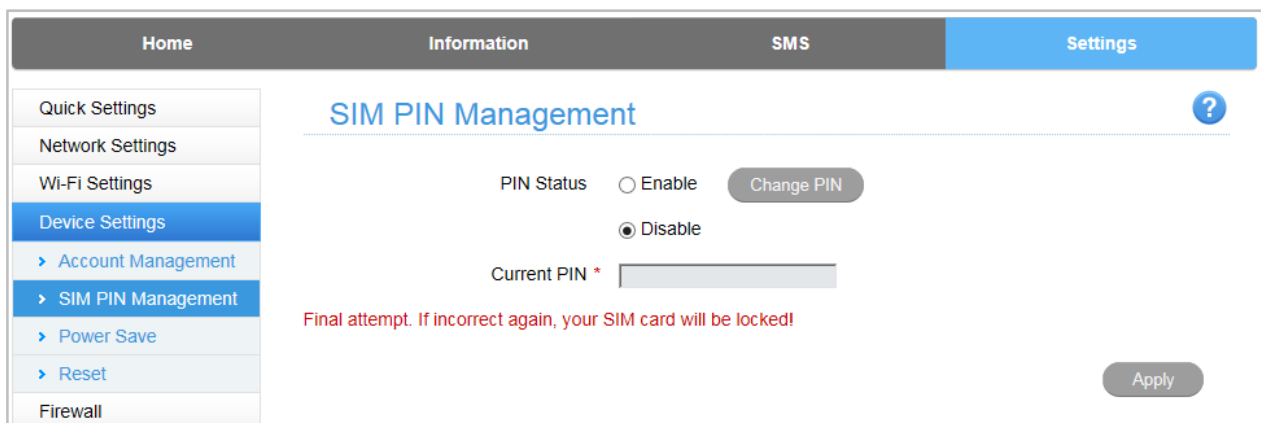 Home Information SMS Settings
Quick Settings
Network Settings
Wi-Fi Settings
Device Settings
Account Management
SIM PIN Management
Power Save
Reset
Firewall
SIM PIN Management ?
PIN Status Enable Change PIN
Disable
Current PIN *
Final attempt. If incorrect again, your SIM card will be locked!
Apply